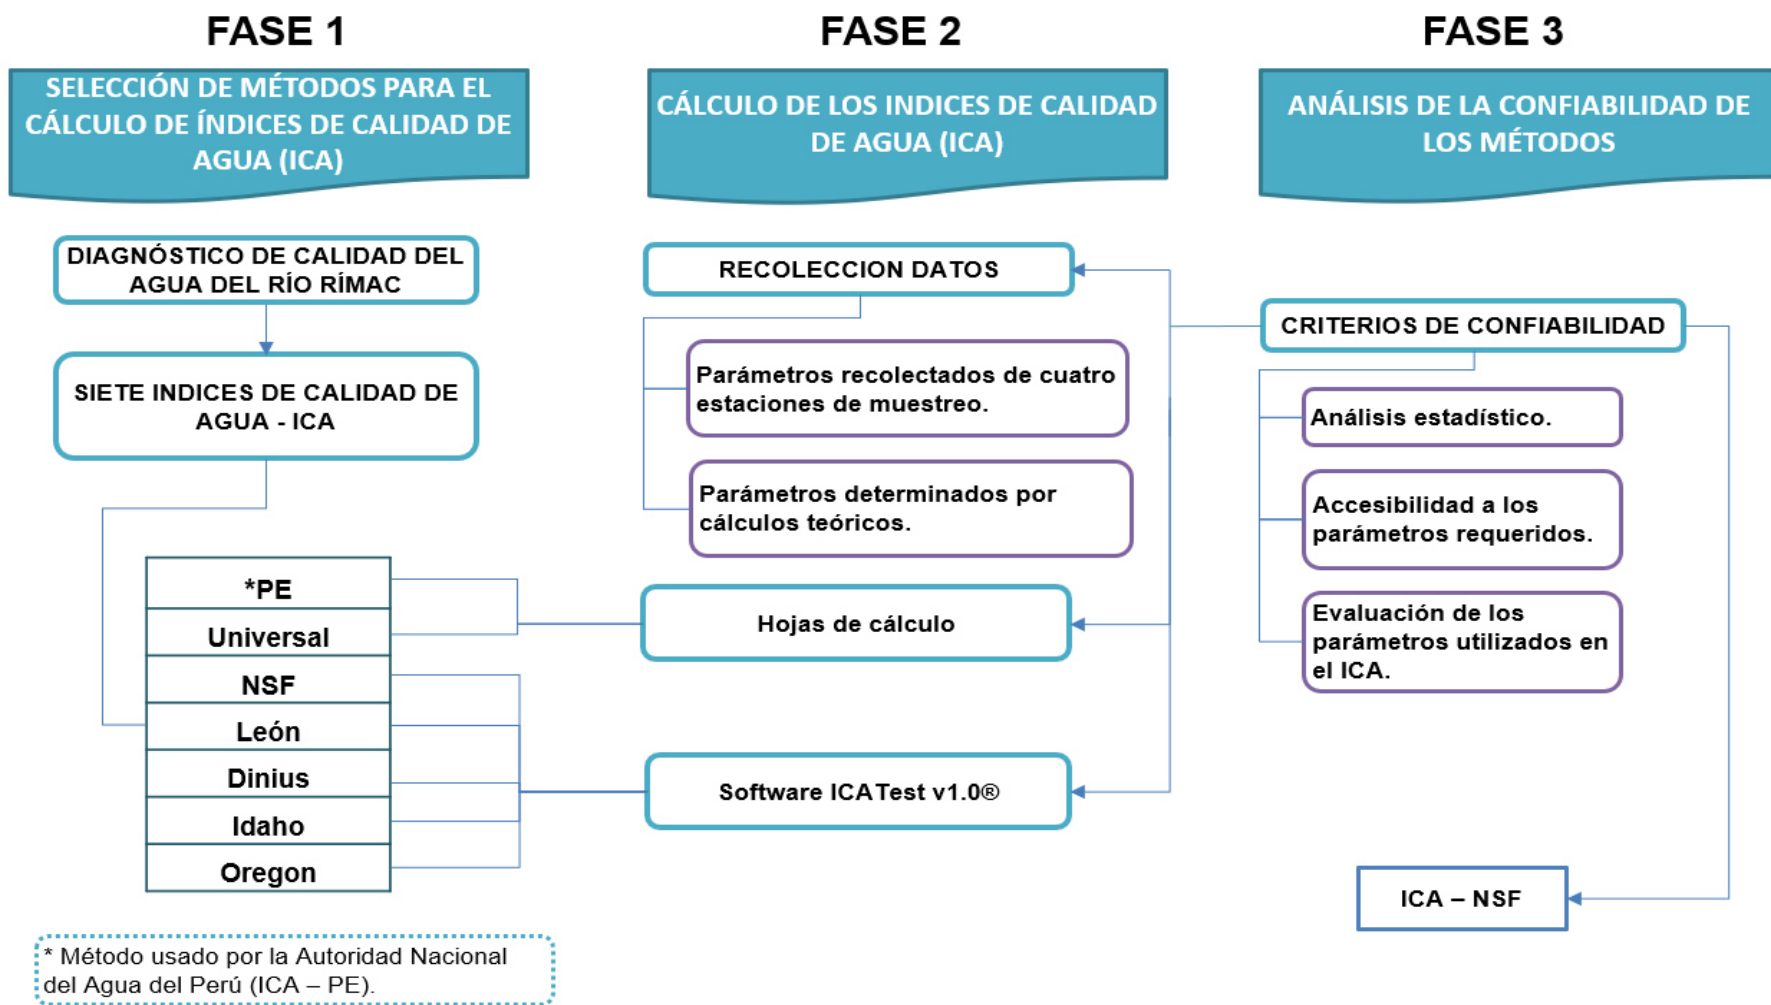 FASE 1
SELECCIÓN DE MÉTODOS PARA EL
CÁLCULO DE ÍNDICES DE CALIDAD DE
AGUA (ICA)
DIAGNÓSTICO DE CALIDAD DEL
AGUA DEL RÍO RÍMAC
SIETE INDICES DE CALIDAD DE
AGUA - ICA
*PE
Universal
NSF
León
Dinius
Idaho
Oregon
* Método usado por la Autoridad Nacional
del Agua del Perú (ICA – PE).
FASE 2
CÁLCULO DE LOS INDICES DE CALIDAD
DE AGUA (ICA)
RECOLECCION DATOS
Parámetros recolectados de cuatro
estaciones de muestreo.
Parámetros determinados por
cálculos teóricos.
Hojas de cálculo
Software ICATest v1.0®
FASE 3
ANÁLISIS DE LA CONFIABILIDAD DE
LOS MÉTODOS
CRITERIOS DE CONFIABILIDAD
Análisis estadístico.
Accesibilidad a los
parámetros requeridos.
Evaluación de los
parámetros utilizados en
el ICA.
ICA – NSF